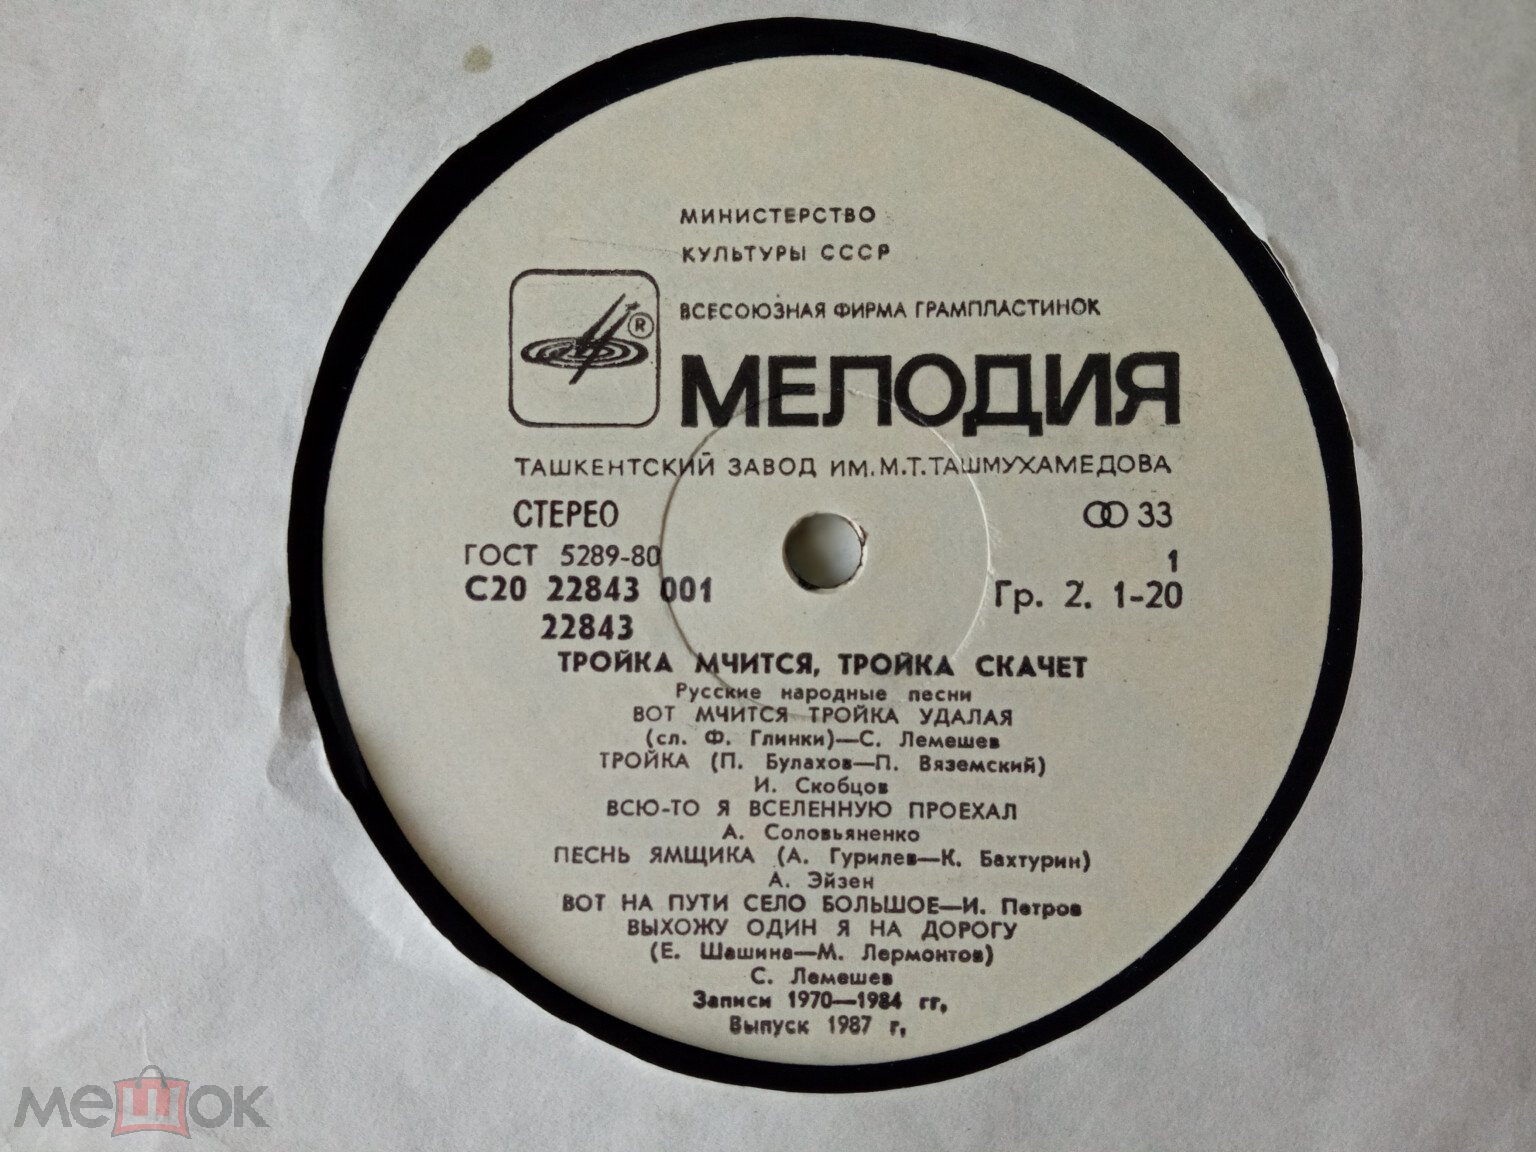 МИНИСТЕРСТВО
КУЛЬТУРЫ СССР
ВСЕСОЮЗНАЯ ФИРМА ГРАМПЛАСТИНОК
®
МЕЛОДИЯ
ТАШКЕНТСКИЙ ЗАВОД ИМ. М.Т.ТАШМУХАМЕДОВА
СТЕРЕО
33
ГОСТ 5289-80
1
С20 22843 001
Гр. 2. 1-20
22843
ТРОЙКА МЧИТСЯ, ТРОЙКА СКАЧЕТ
Русские народные песни
ВОТ МЧИТСЯ ТРОЙКА УДАЛАЯ
(сл. Ф. Глинки)—С. Лемешев
ТРОЙКА (П. Булахов—П. Вяземский)
И. Скобцов
ВСЮ-ТО Я ВСЕЛЕННУЮ ПРОЕХАЛ
А. Соловьяненко
ПЕСНЬ ЯМЩИКА (А. Гурилев—К. Бахтурин)
А. Эйзен
ВОТ НА ПУТИ СЕЛО БОЛЬШОЕ—И. Петров
ВЫХОЖУ ОДИН Я НА ДОРОГУ
(Е. Шашина—М. Лермонтов)
С. Лемешев
Записи 1970—1984 гг.
Выпуск 1987 г.
мешок